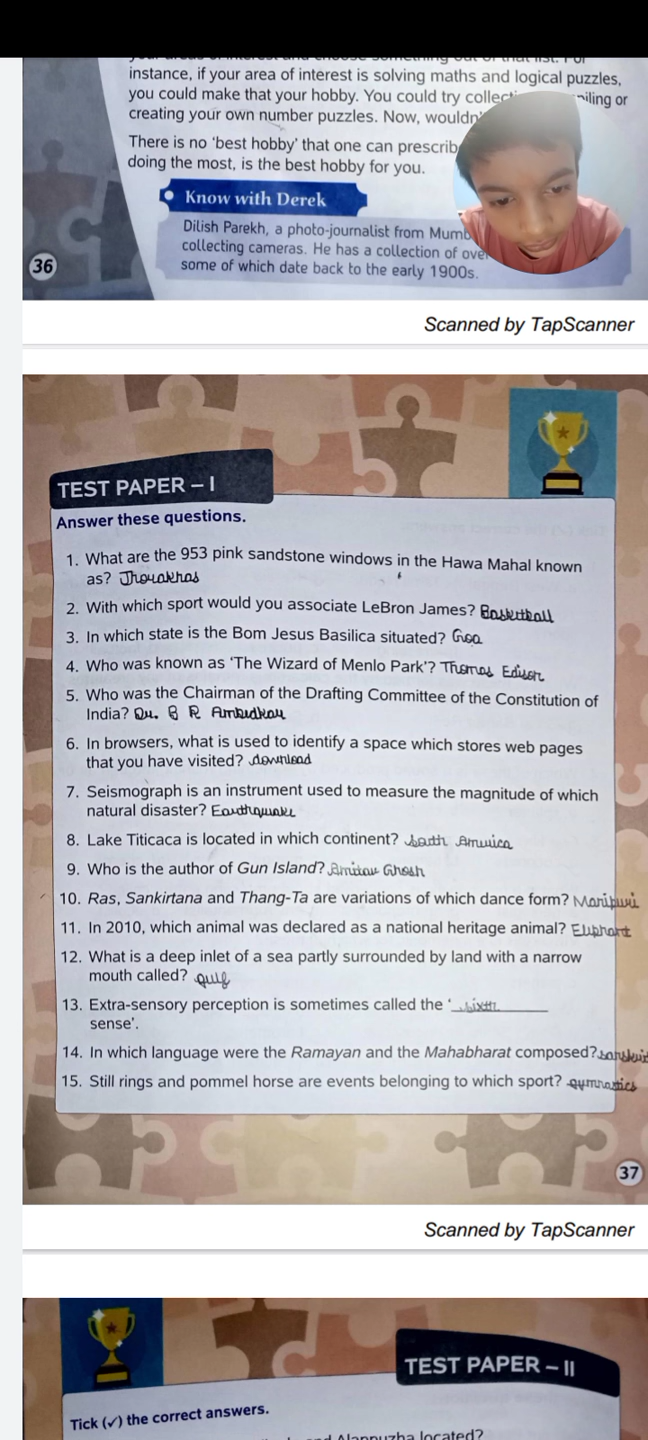 instance, if your area of interest is solving maths and logical puzzles,
you could make that your hobby. You could try
creating your own number puzzles. Now,
There is no 'best hobby' that one can
doing the most, is the best hobby for you.
Know with Derek
Dilish Parekh, a photo-journalist from
collecting cameras. He has a collection of
36
some of which date back to the early 1900s.
Scanned by TapScanner
TEST PAPER – I
Answer these questions.
1. What are the 953 pink sandstone windows in the Hawa Mahal known
as? Jharokhas
2. With which sport would you associate LeBron James? Basketball
3. In which state is the Bom Jesus Basilica situated? Goa
4. Who was known as 'The Wizard of Menlo Park'? Thomas Edison
5. Who was the Chairman of the Drafting Committee of the Constitution of
India? Dr. B R Ambedkar
6. In browsers, what is used to identify a space which stores web pages
that you have visited? download
7. Seismograph is an instrument used to measure the magnitude of which
natural disaster? Earthquake
8. Lake Titicaca is located in which continent? South America
9. Who is the author of Gun Island? Amitav Ghosh
10. Ras, Sankirtana and Thang-Ta are variations of which dance form? Manipuri
11. In 2010, which animal was declared as a national heritage animal? Elephant
12. What is a deep inlet of a sea partly surrounded by land with a narrow
mouth called? gulf
13. Extra-sensory perception is sometimes called the ' sixth
sense'.
14. In which language were the Ramayan and the Mahabharat composed?
15. Still rings and pommel horse are events belonging to which sport? gymnastics
37
Scanned by TapScanner
TEST PAPER – II
Tick (✓) the correct answers.
Alappuzha located?